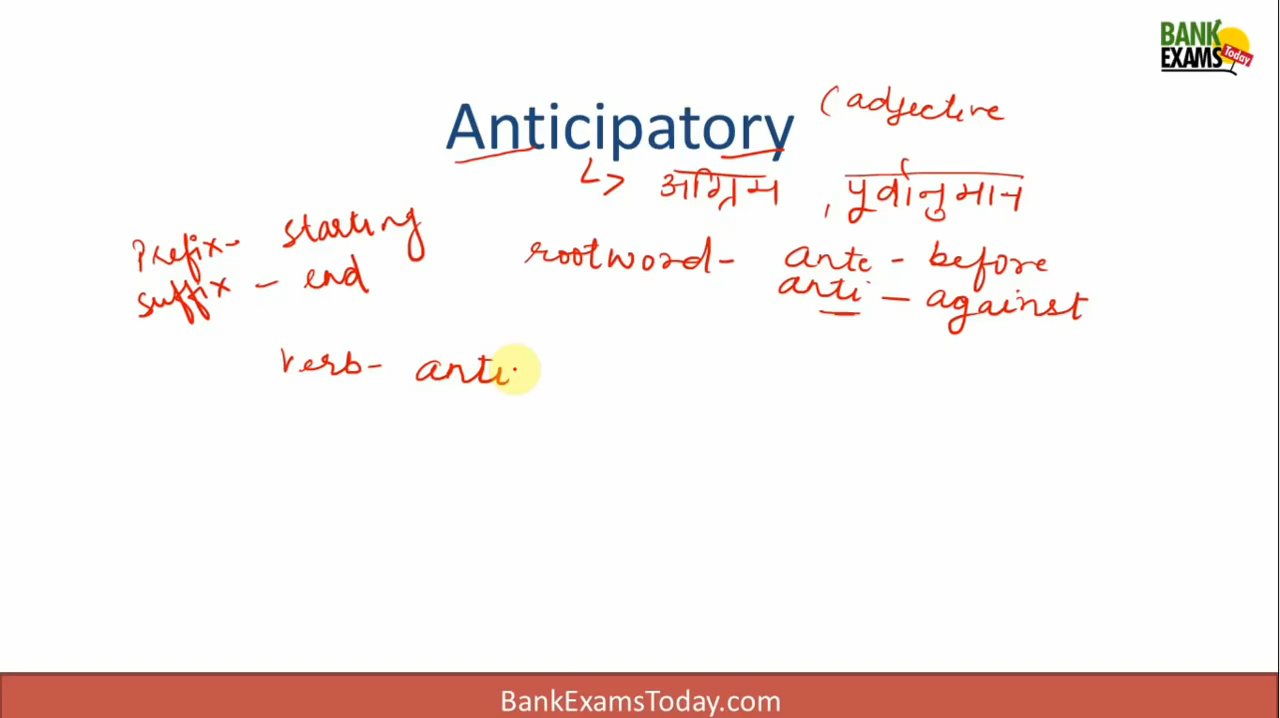 BANK
EXAMS Today
Anticipatory (adjective
↳ अग्रिम , पूर्वानुमान
Prefix- starting
suffix - end
rootword - ante - before
anti - against
verb- anti
BankExamsToday.com